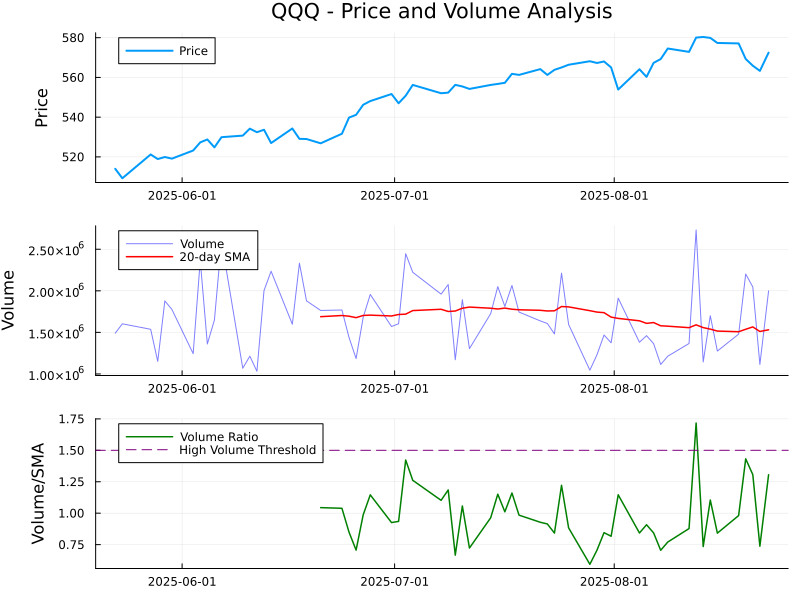 QQQ - Price and Volume Analysis
Price
580
560
540
520
Price
2025-06-01 2025-07-01 2025-08-01
Volume
2.50×10⁶
2.00×10⁶
1.50×10⁶
1.00×10⁶
Volume
20-day SMA
2025-06-01 2025-07-01 2025-08-01
Volume/SMA
1.75
1.50
1.25
1.00
0.75
Volume Ratio
High Volume Threshold
2025-06-01 2025-07-01 2025-08-01